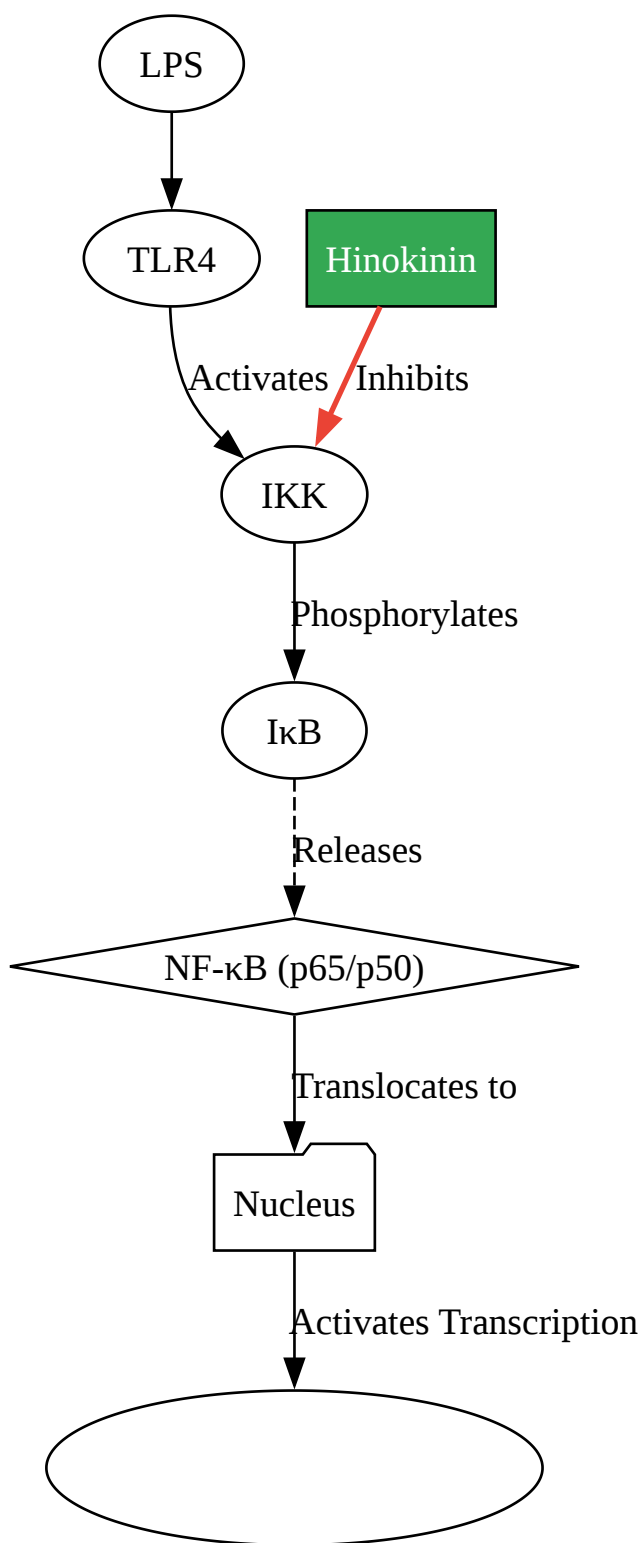 LPS
TLR4
Hinokinin
Activates
Inhibits
IKK
Phosphorylates
IκB
Releases
NF-κB (p65/p50)
Translocates to
Nucleus
Activates Transcription